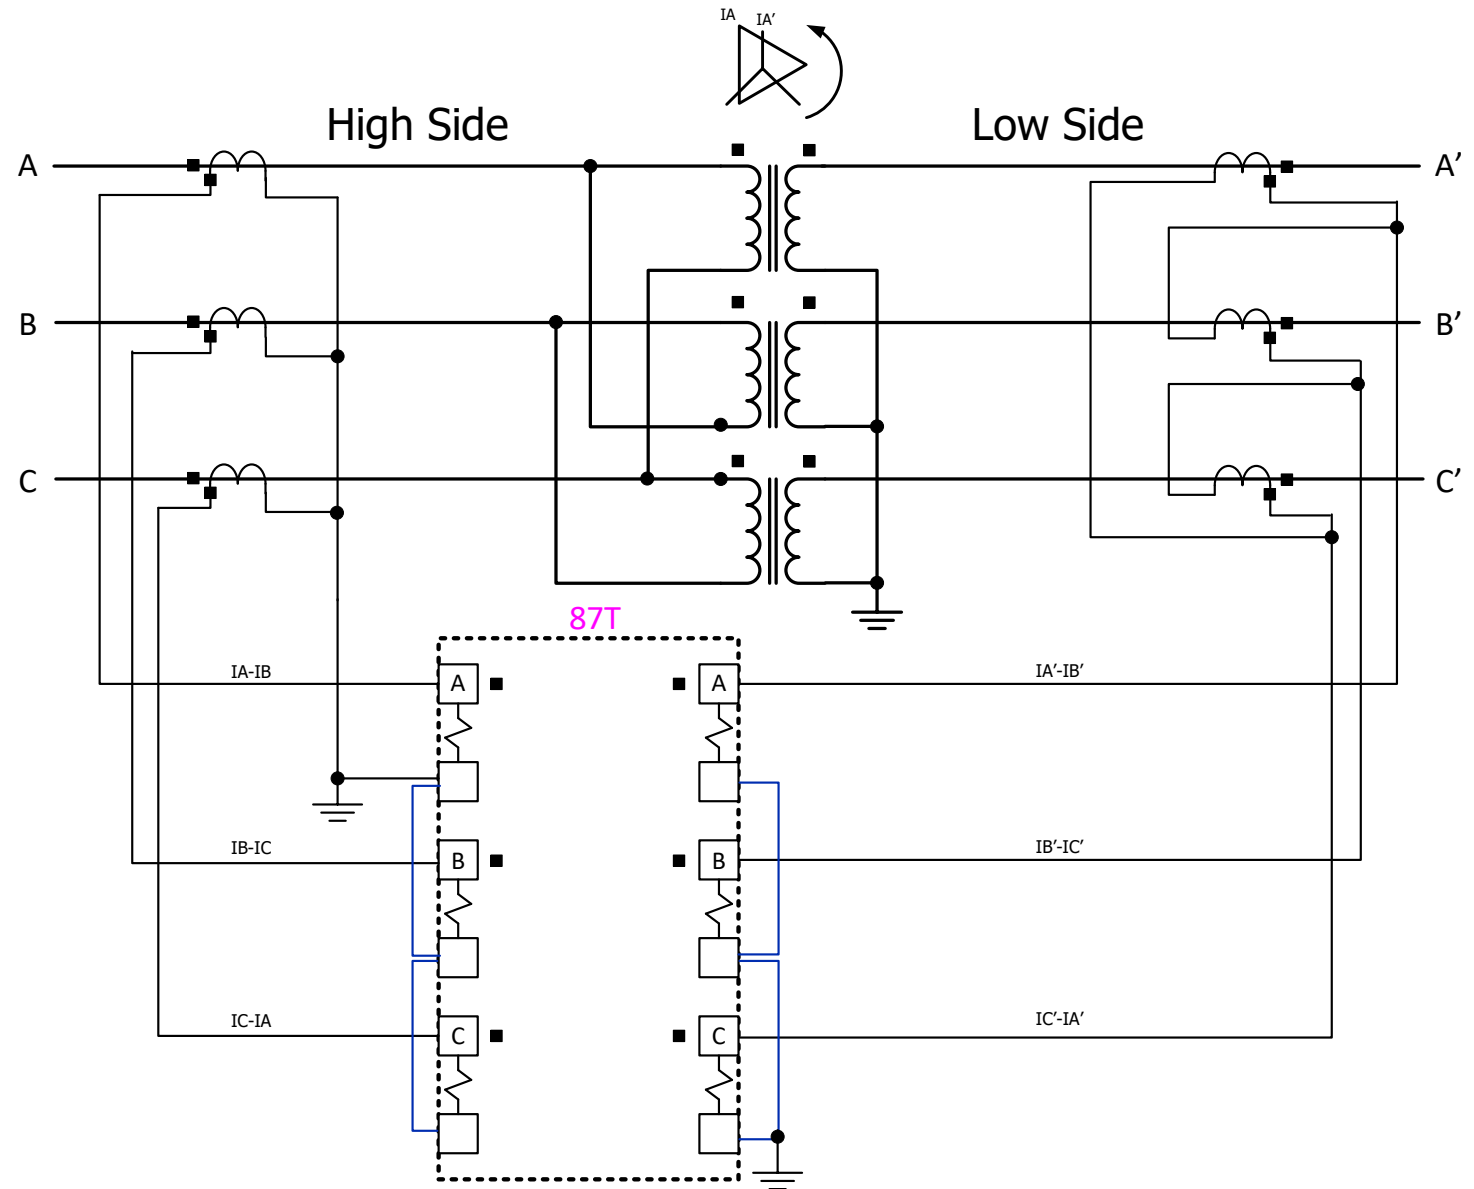 IA IA′
High Side
Low Side
A
A′
B
B′
C
C′
87T
IA-IB
A
A
IA′-IB′
IB-IC
B
B
IB′-IC′
IC-IA
C
C
IC′-IA′